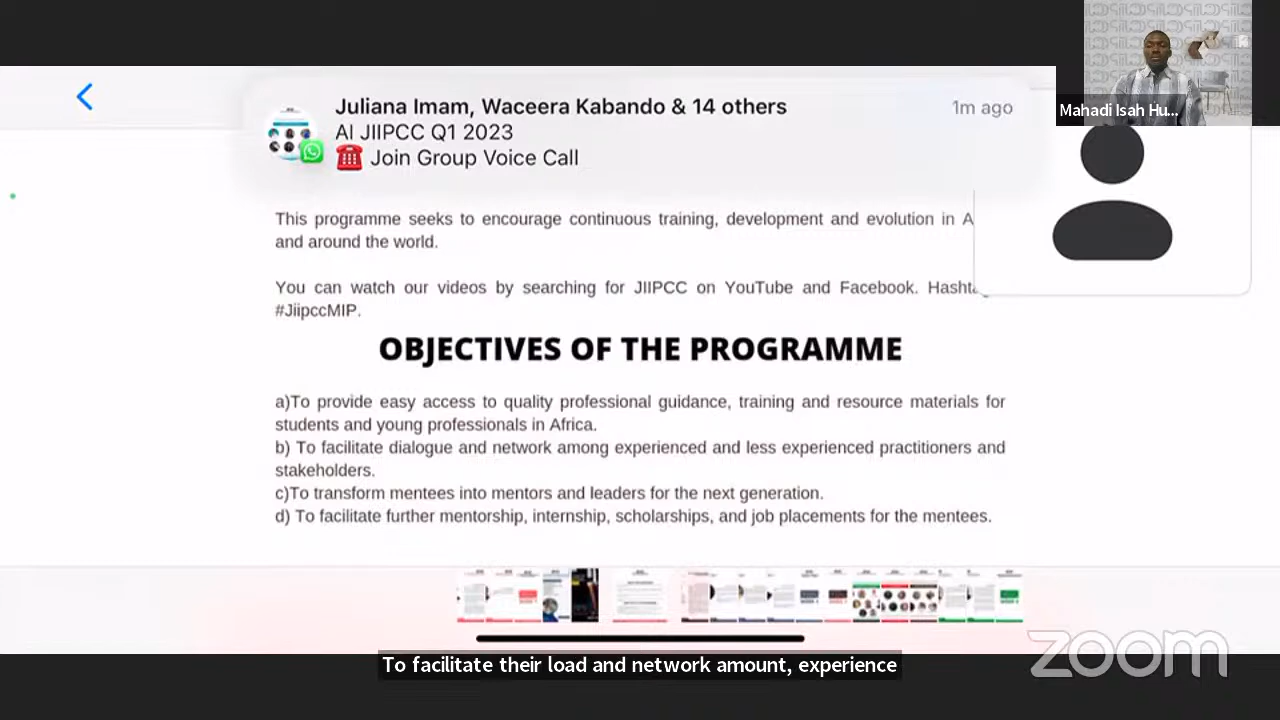 Juliana Imam, Waceera Kabando & 14 others
1m ago
AI JIIPCC Q1 2023
☎️ Join Group Voice Call
Mahadi Isah Hu...
This programme seeks to encourage continuous training, development and evolution in A
and around the world.
You can watch our videos by searching for JIIPCC on YouTube and Facebook. Hashta
#JiipccMIP.
OBJECTIVES OF THE PROGRAMME
a)To provide easy access to quality professional guidance, training and resource materials for
students and young professionals in Africa.
b) To facilitate dialogue and network among experienced and less experienced practitioners and
stakeholders.
c)To transform mentees into mentors and leaders for the next generation.
d) To facilitate further mentorship, internship, scholarships, and job placements for the mentees.
zoom
To facilitate their load and network amount, experience